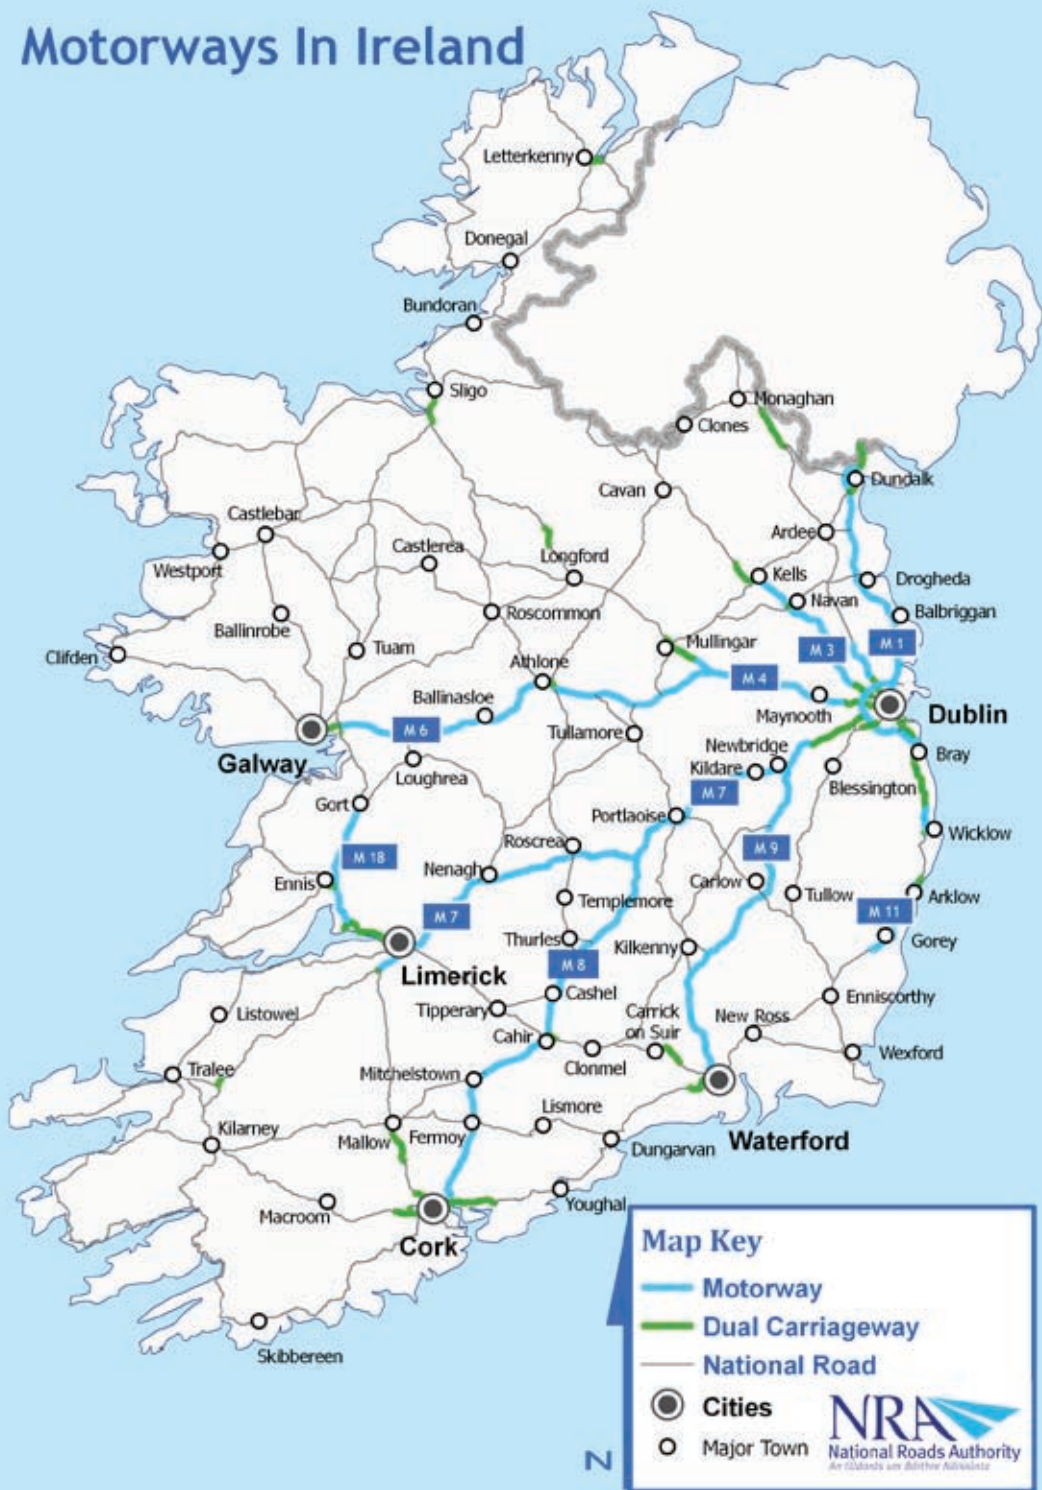 Motorways In Ireland
Letterkenny
Donegal
Bundoran
Sligo
Monaghan
Clones
Dundalk
Cavan
Castlebar
Ardee
Castlerea
Longford
Westport
Kells
Drogheda
Navan
Balbriggan
Roscommon
Ballinrobe
Mullingar
M 3
M 1
Clifden
Tuam
Athlone
M 4
Ballinasloe
Maynooth
Dublin
M 6
Tullamore
Newbridge
Bray
Galway
Kildare
Loughrea
Blessington
M 7
Gort
Portlaoise
Wicklow
Roscrea
M 9
M 18
Nenagh
Ennis
Carlow
Tullow
Arklow
Templemore
M 7
M 11
Thurles
Kilkenny
Gorey
M 8
Limerick
Cashel
Enniscorthy
Tipperary
Carrick
on Suir
New Ross
Listowel
Cahir
Wexford
Clonmel
Tralee
Mitchelstown
Lismore
Kilarney
Mallow
Fermoy
Waterford
Dungarvan
Youghal
Macroom
Cork
Skibbereen
Map Key
Motorway
Dual Carriageway
National Road
Cities
Major Town
NRA
National Roads Authority
N